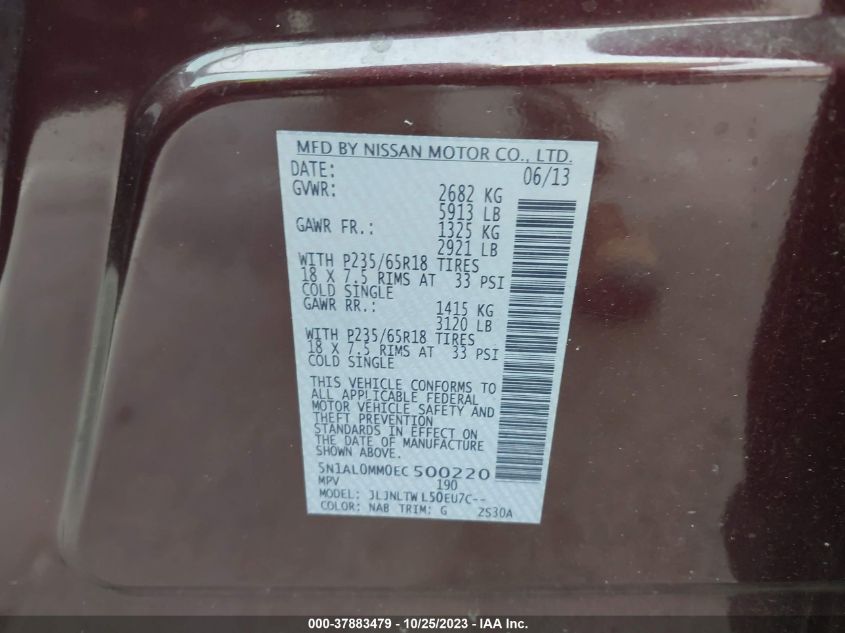 MFD BY NISSAN MOTOR CO., LTD.
DATE: 06/13
GVWR: 2682 KG
5913 LB
GAWR FR.: 1325 KG
2921 LB
WITH P235/65R18 TIRES
18 X 7.5 RIMS AT 33 PSI
COLD SINGLE
GAWR RR.: 1415 KG
3120 LB
WITH P235/65R18 TIRES
18 X 7.5 RIMS AT 33 PSI
COLD SINGLE
THIS VEHICLE CONFORMS TO
ALL APPLICABLE FEDERAL
MOTOR VEHICLE SAFETY AND
THEFT PREVENTION
STANDARDS IN EFFECT ON
THE DATE OF MANUFACTURE
SHOWN ABOVE.
5N1AL0MM0EC 500220
MPV 190
MODEL: JLJNLTW L50EU7C--
COLOR: NAB TRIM: G 2S30A
000-37883479 - 10/25/2023 - IAA Inc.